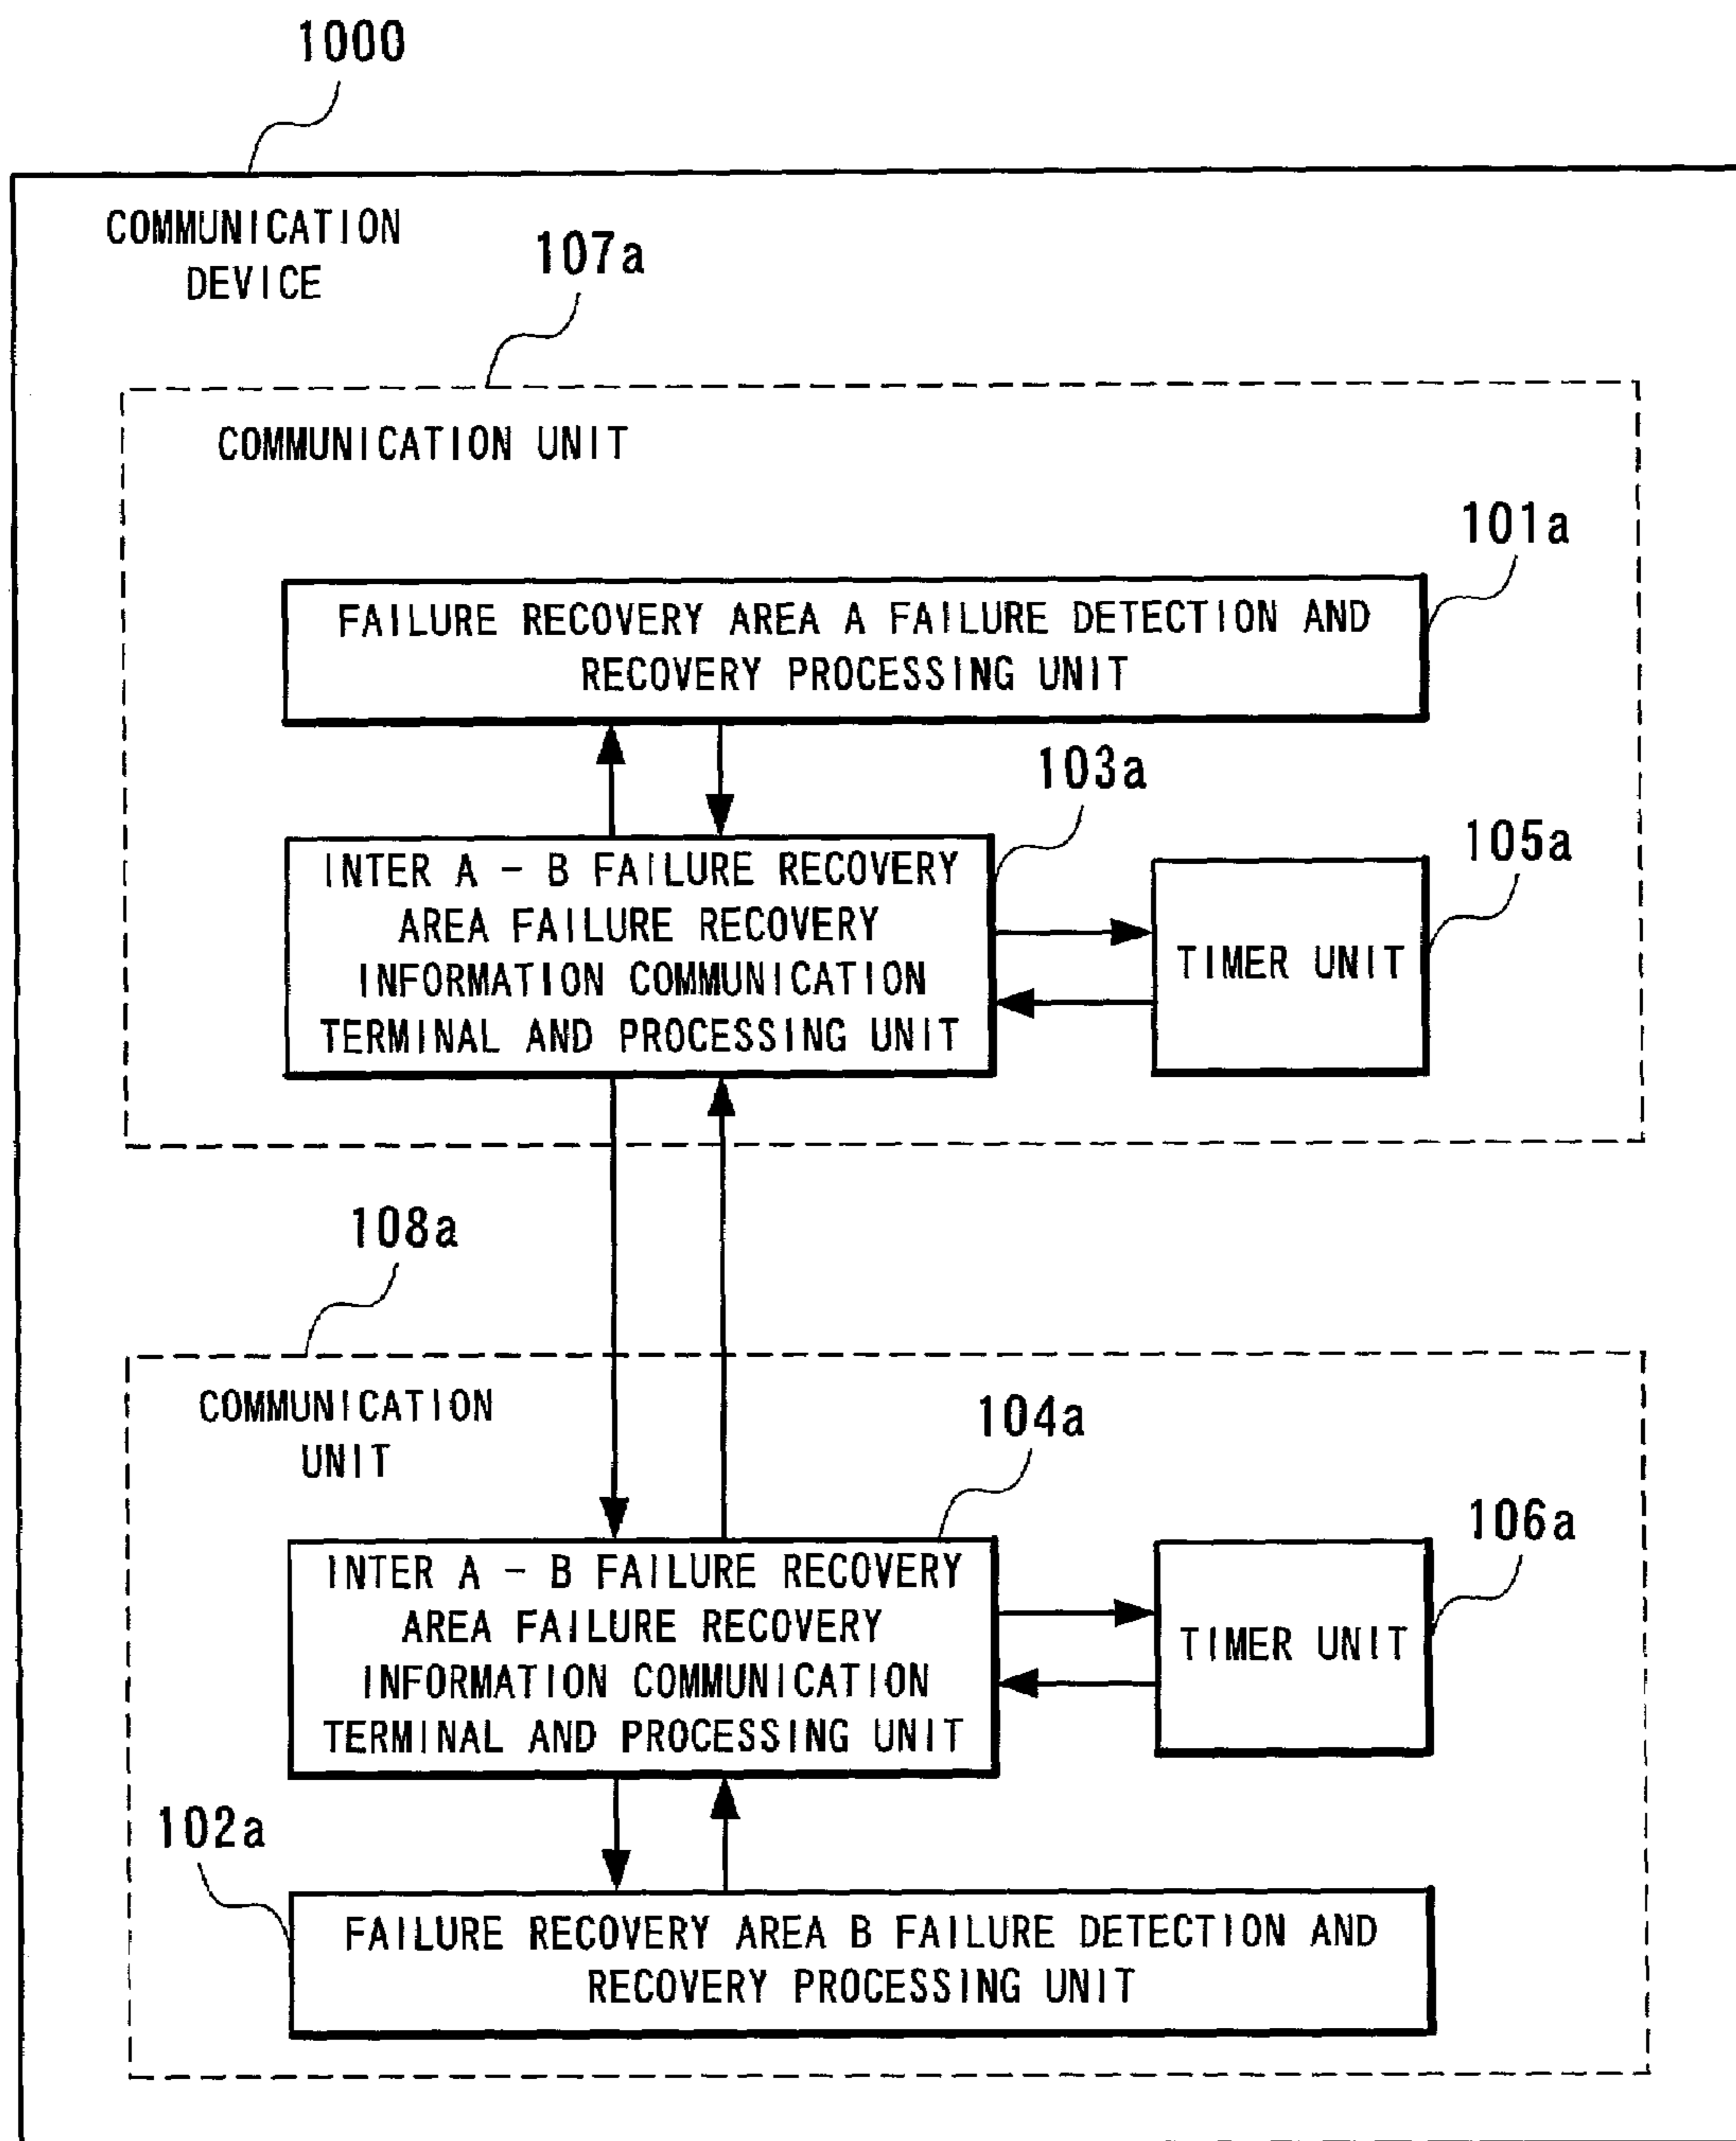 1000
COMMUNICATION
DEVICE
107a
COMMUNICATION UNIT
101a
FAILURE RECOVERY AREA A FAILURE DETECTION AND
RECOVERY PROCESSING UNIT
103a
INTER A - B FAILURE RECOVERY
AREA FAILURE RECOVERY
INFORMATION COMMUNICATION
TERMINAL AND PROCESSING UNIT
105a
TIMER UNIT
108a
COMMUNICATION
UNIT
104a
INTER A - B FAILURE RECOVERY
AREA FAILURE RECOVERY
INFORMATION COMMUNICATION
TERMINAL AND PROCESSING UNIT
106a
TIMER UNIT
102a
FAILURE RECOVERY AREA B FAILURE DETECTION AND
RECOVERY PROCESSING UNIT